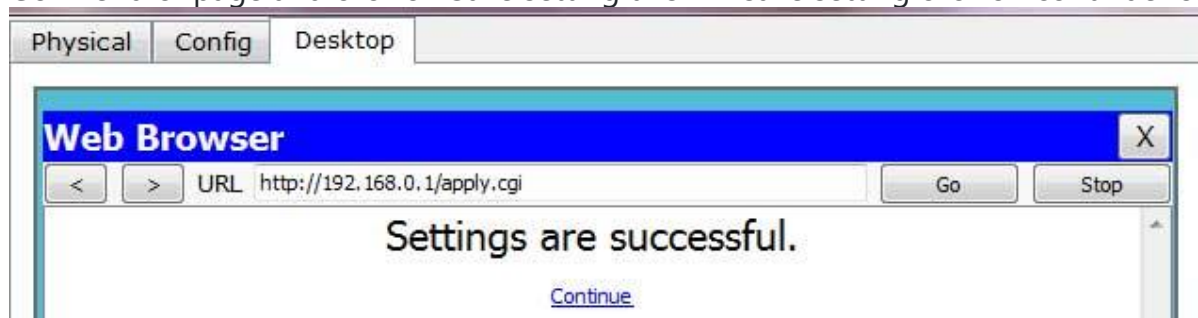 Physical Config Desktop
Web Browser X
< > URL http://192.168.0.1/apply.cgi Go Stop
Settings are successful.
Continue